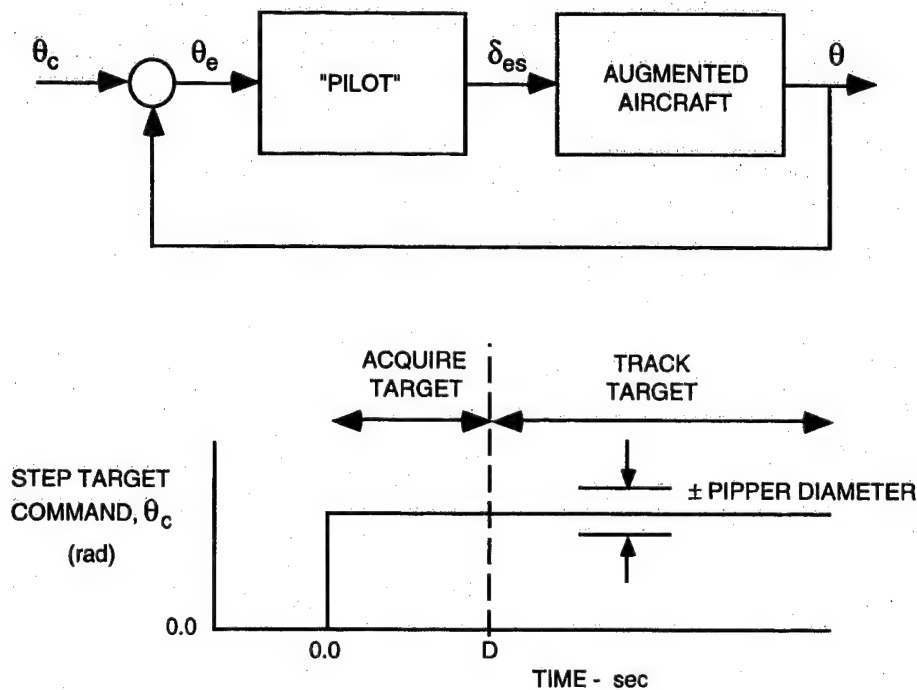 θc
θe
"PILOT"
δes
AUGMENTED
AIRCRAFT
θ
ACQUIRE
TARGET
TRACK
TARGET
STEP TARGET
COMMAND, θc
(rad)
± PIPPER DIAMETER
0.0
0.0
D
TIME - sec